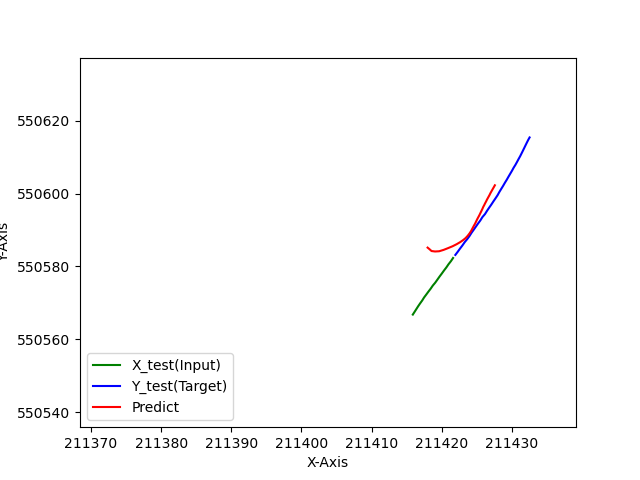 550620
550600
550580
550560
550540
Y-Axis
X_test(Input)
Y_test(Target)
Predict
211370 211380 211390 211400 211410 211420 211430
X-Axis